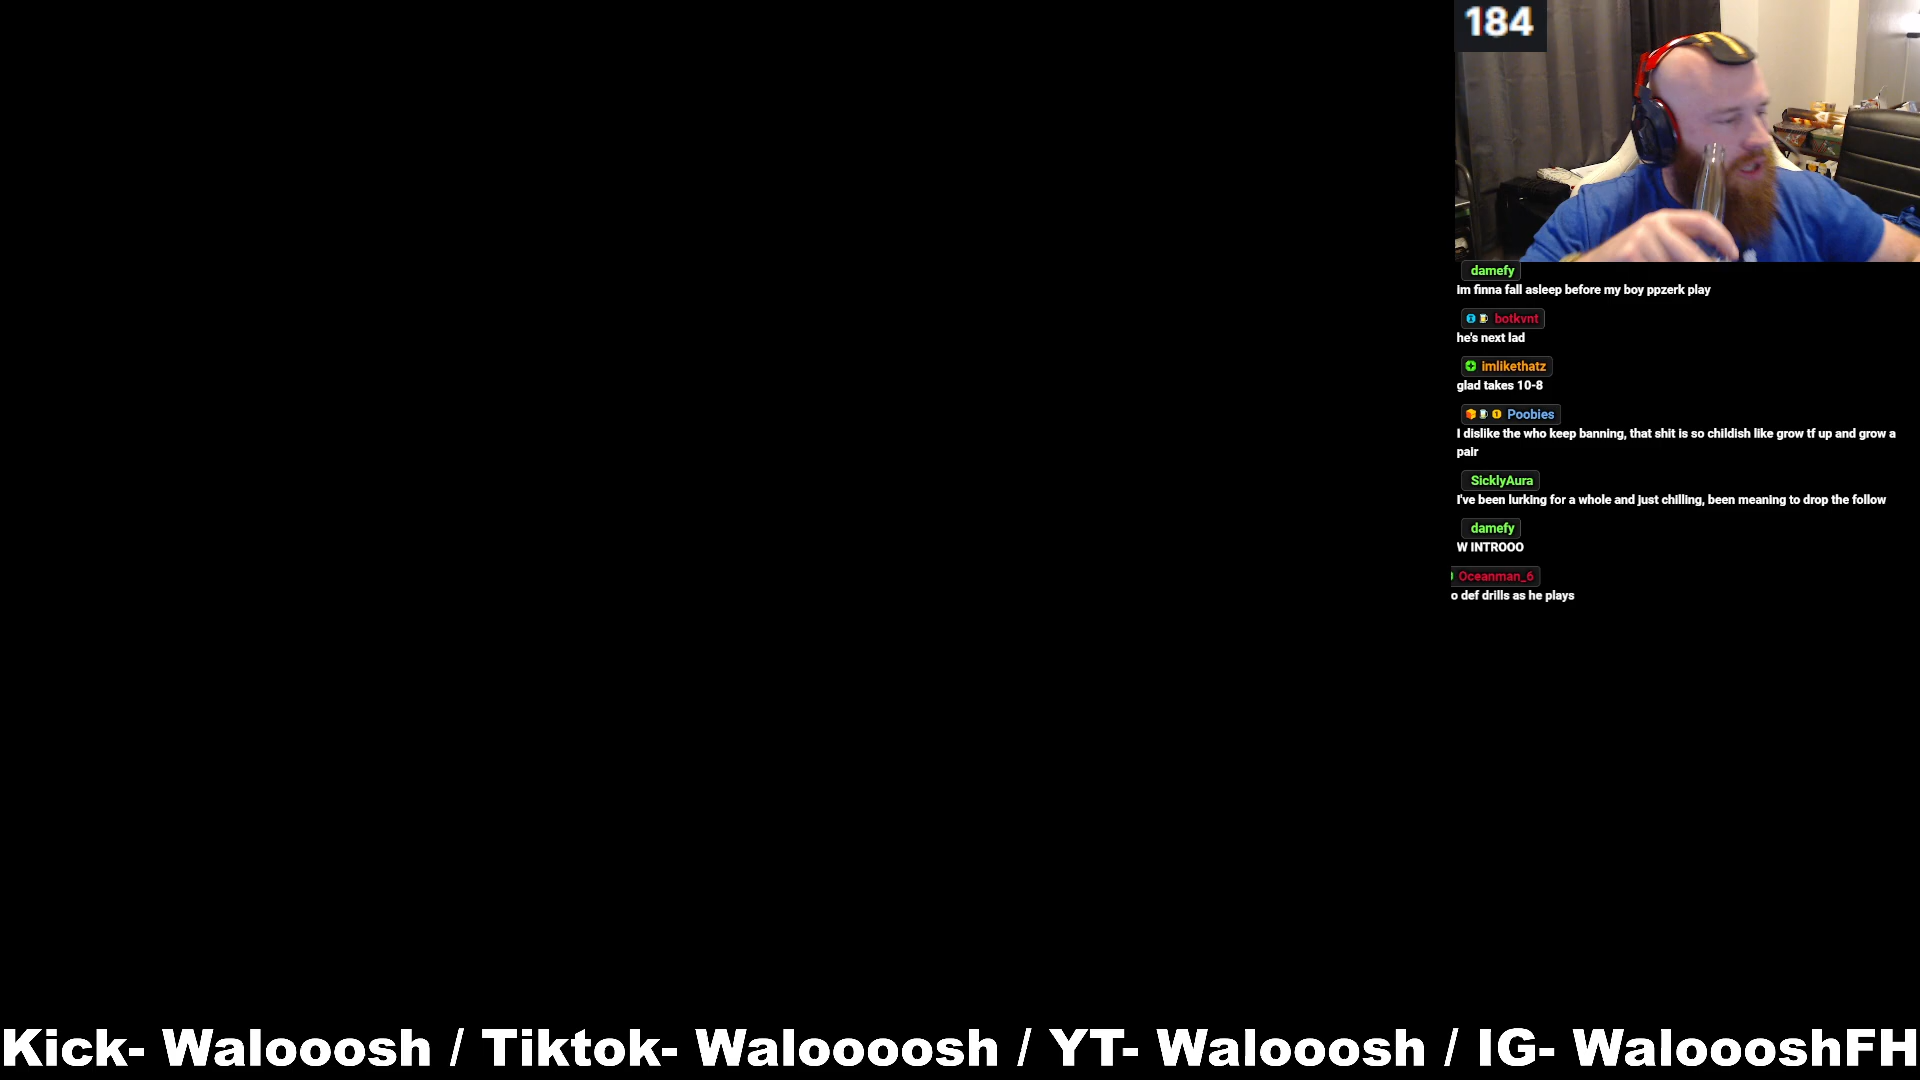 184
damefy
Im finna fall asleep before my boy ppzerk play
botkvnt
he's next lad
imlikethatz
glad takes 10-8
Poobies
I dislike the who keep banning, that shit is so childish like grow tf up and grow a
pair
SicklyAura
I've been lurking for a whole and just chilling, been meaning to drop the follow
damefy
W INTROOO
Oceanman_6
o def drills as he plays
Kick- Walooosh / Tiktok- Waloooosh / YT- Walooosh / IG- WalooooshFH